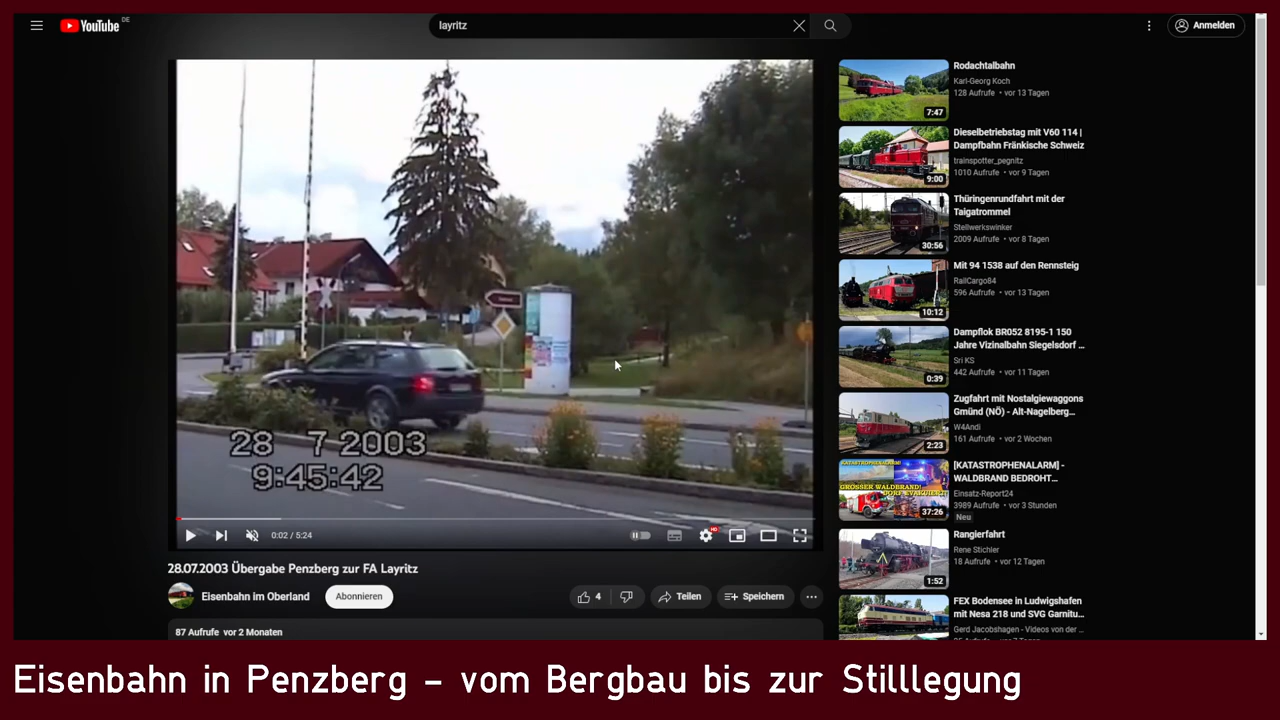 YouTube DE
layritz
Anmelden
28 7 2003
9:45:42
0:02 / 5:24
HD
28.07.2003 Übergabe Penzberg zur FA Layritz
Eisenbahn im Oberland
Abonnieren
4
Teilen
Speichern
87 Aufrufe vor 2 Monaten
7:47
Rodachtalbahn
Karl-Georg Koch
128 Aufrufe • vor 13 Tagen
9:00
Dieselbetriebstag mit V60 114 |
Dampfbahn Fränkische Schweiz
trainspotter_pegnitz
1010 Aufrufe • vor 9 Tagen
30:56
Thüringenrundfahrt mit der
Taigatrommel
Stellwerkswinker
2009 Aufrufe • vor 8 Tagen
10:12
Mit 94 1538 auf den Rennsteig
RailCargo84
596 Aufrufe • vor 13 Tagen
0:39
Dampflok BR052 8195-1 150
Jahre Vizinalbahn Siegelsdorf ...
Sri KS
442 Aufrufe • vor 11 Tagen
2:23
Zugfahrt mit Nostalgiewaggons
Gmünd (NÖ) - Alt-Nagelberg...
W4Andi
161 Aufrufe • vor 2 Wochen
KATASTROPHENALARM!
GROSSER WALDBRAND!
DORF EVAKUIERT
37:26
[KATASTROPHENALARM] -
WALDBRAND BEDROHT...
Einsatz-Report24
3989 Aufrufe • vor 3 Stunden
Neu
1:52
Rangierfahrt
Rene Stichler
18 Aufrufe • vor 12 Tagen
FEX Bodensee in Ludwigshafen
mit Nesa 218 und SVG Garnitu...
Gerd Jacobshagen - Videos von der ...
Eisenbahn in Penzberg – vom Bergbau bis zur Stilllegung